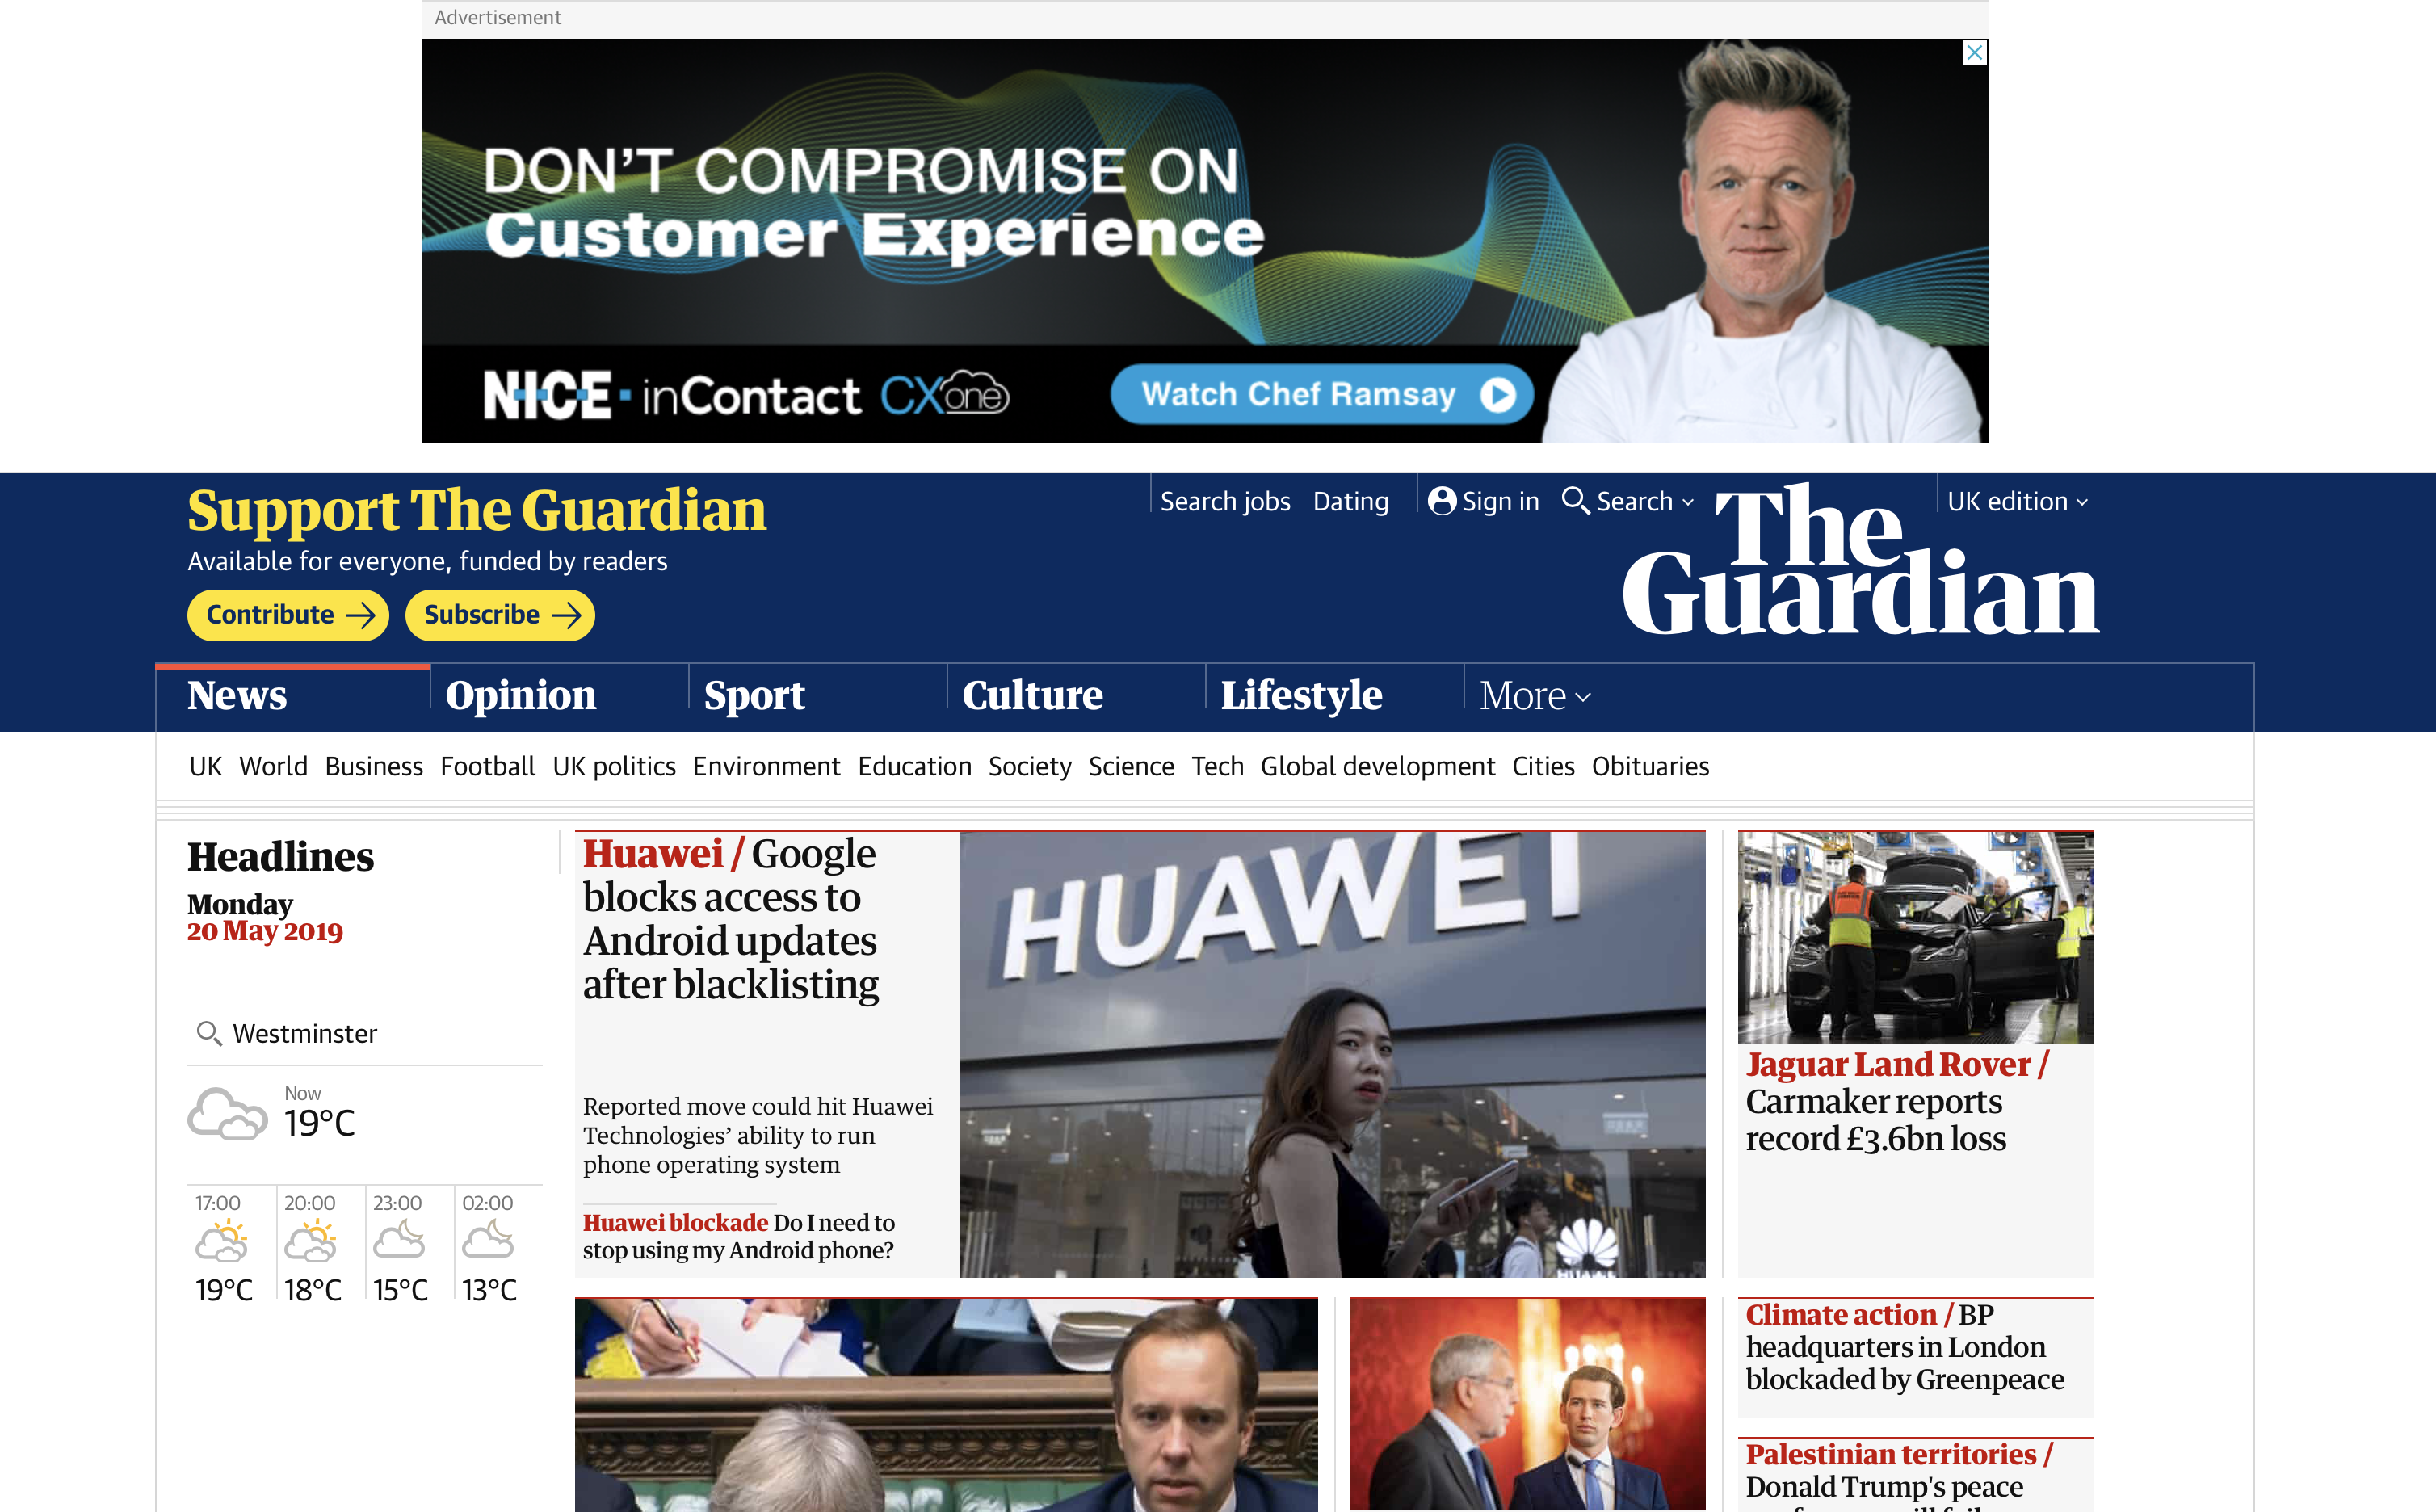 Advertisement
DON'T COMPROMISE ON
Customer Experience
NICE · inContact CXone
Watch Chef Ramsay
Support The Guardian
Available for everyone, funded by readers
Contribute
Subscribe
Search jobs
Dating
Sign in
Search
UK edition
The
Guardian
News
Opinion
Sport
Culture
Lifestyle
More
UK World Business Football UK politics Environment Education Society Science Tech Global development Cities Obituaries
Headlines
Monday
20 May 2019
Westminster
Now
19°C
17:00 20:00 23:00 02:00
19°C 18°C 15°C 13°C
Huawei / Google
blocks access to
Android updates
after blacklisting
Reported move could hit Huawei
Technologies’ ability to run
phone operating system
Huawei blockade Do I need to
stop using my Android phone?
HUAWEI
HUAWEI
Jaguar Land Rover /
Carmaker reports
record £3.6bn loss
Climate action / BP
headquarters in London
blockaded by Greenpeace
Palestinian territories /
Donald Trump's peace